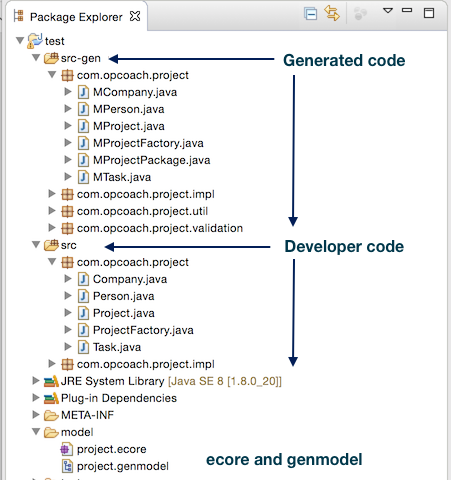 Package Explorer
test
src-gen
Generated code
com.opcoach.project
MCompany.java
MPerson.java
MProject.java
MProjectFactory.java
MProjectPackage.java
MTask.java
com.opcoach.project.impl
com.opcoach.project.util
com.opcoach.project.validation
src
Developer code
com.opcoach.project
Company.java
Person.java
Project.java
ProjectFactory.java
Task.java
com.opcoach.project.impl
JRE System Library [Java SE 8 [1.8.0_20]]
Plug-in Dependencies
META-INF
model
project.ecore
project.genmodel
ecore and genmodel